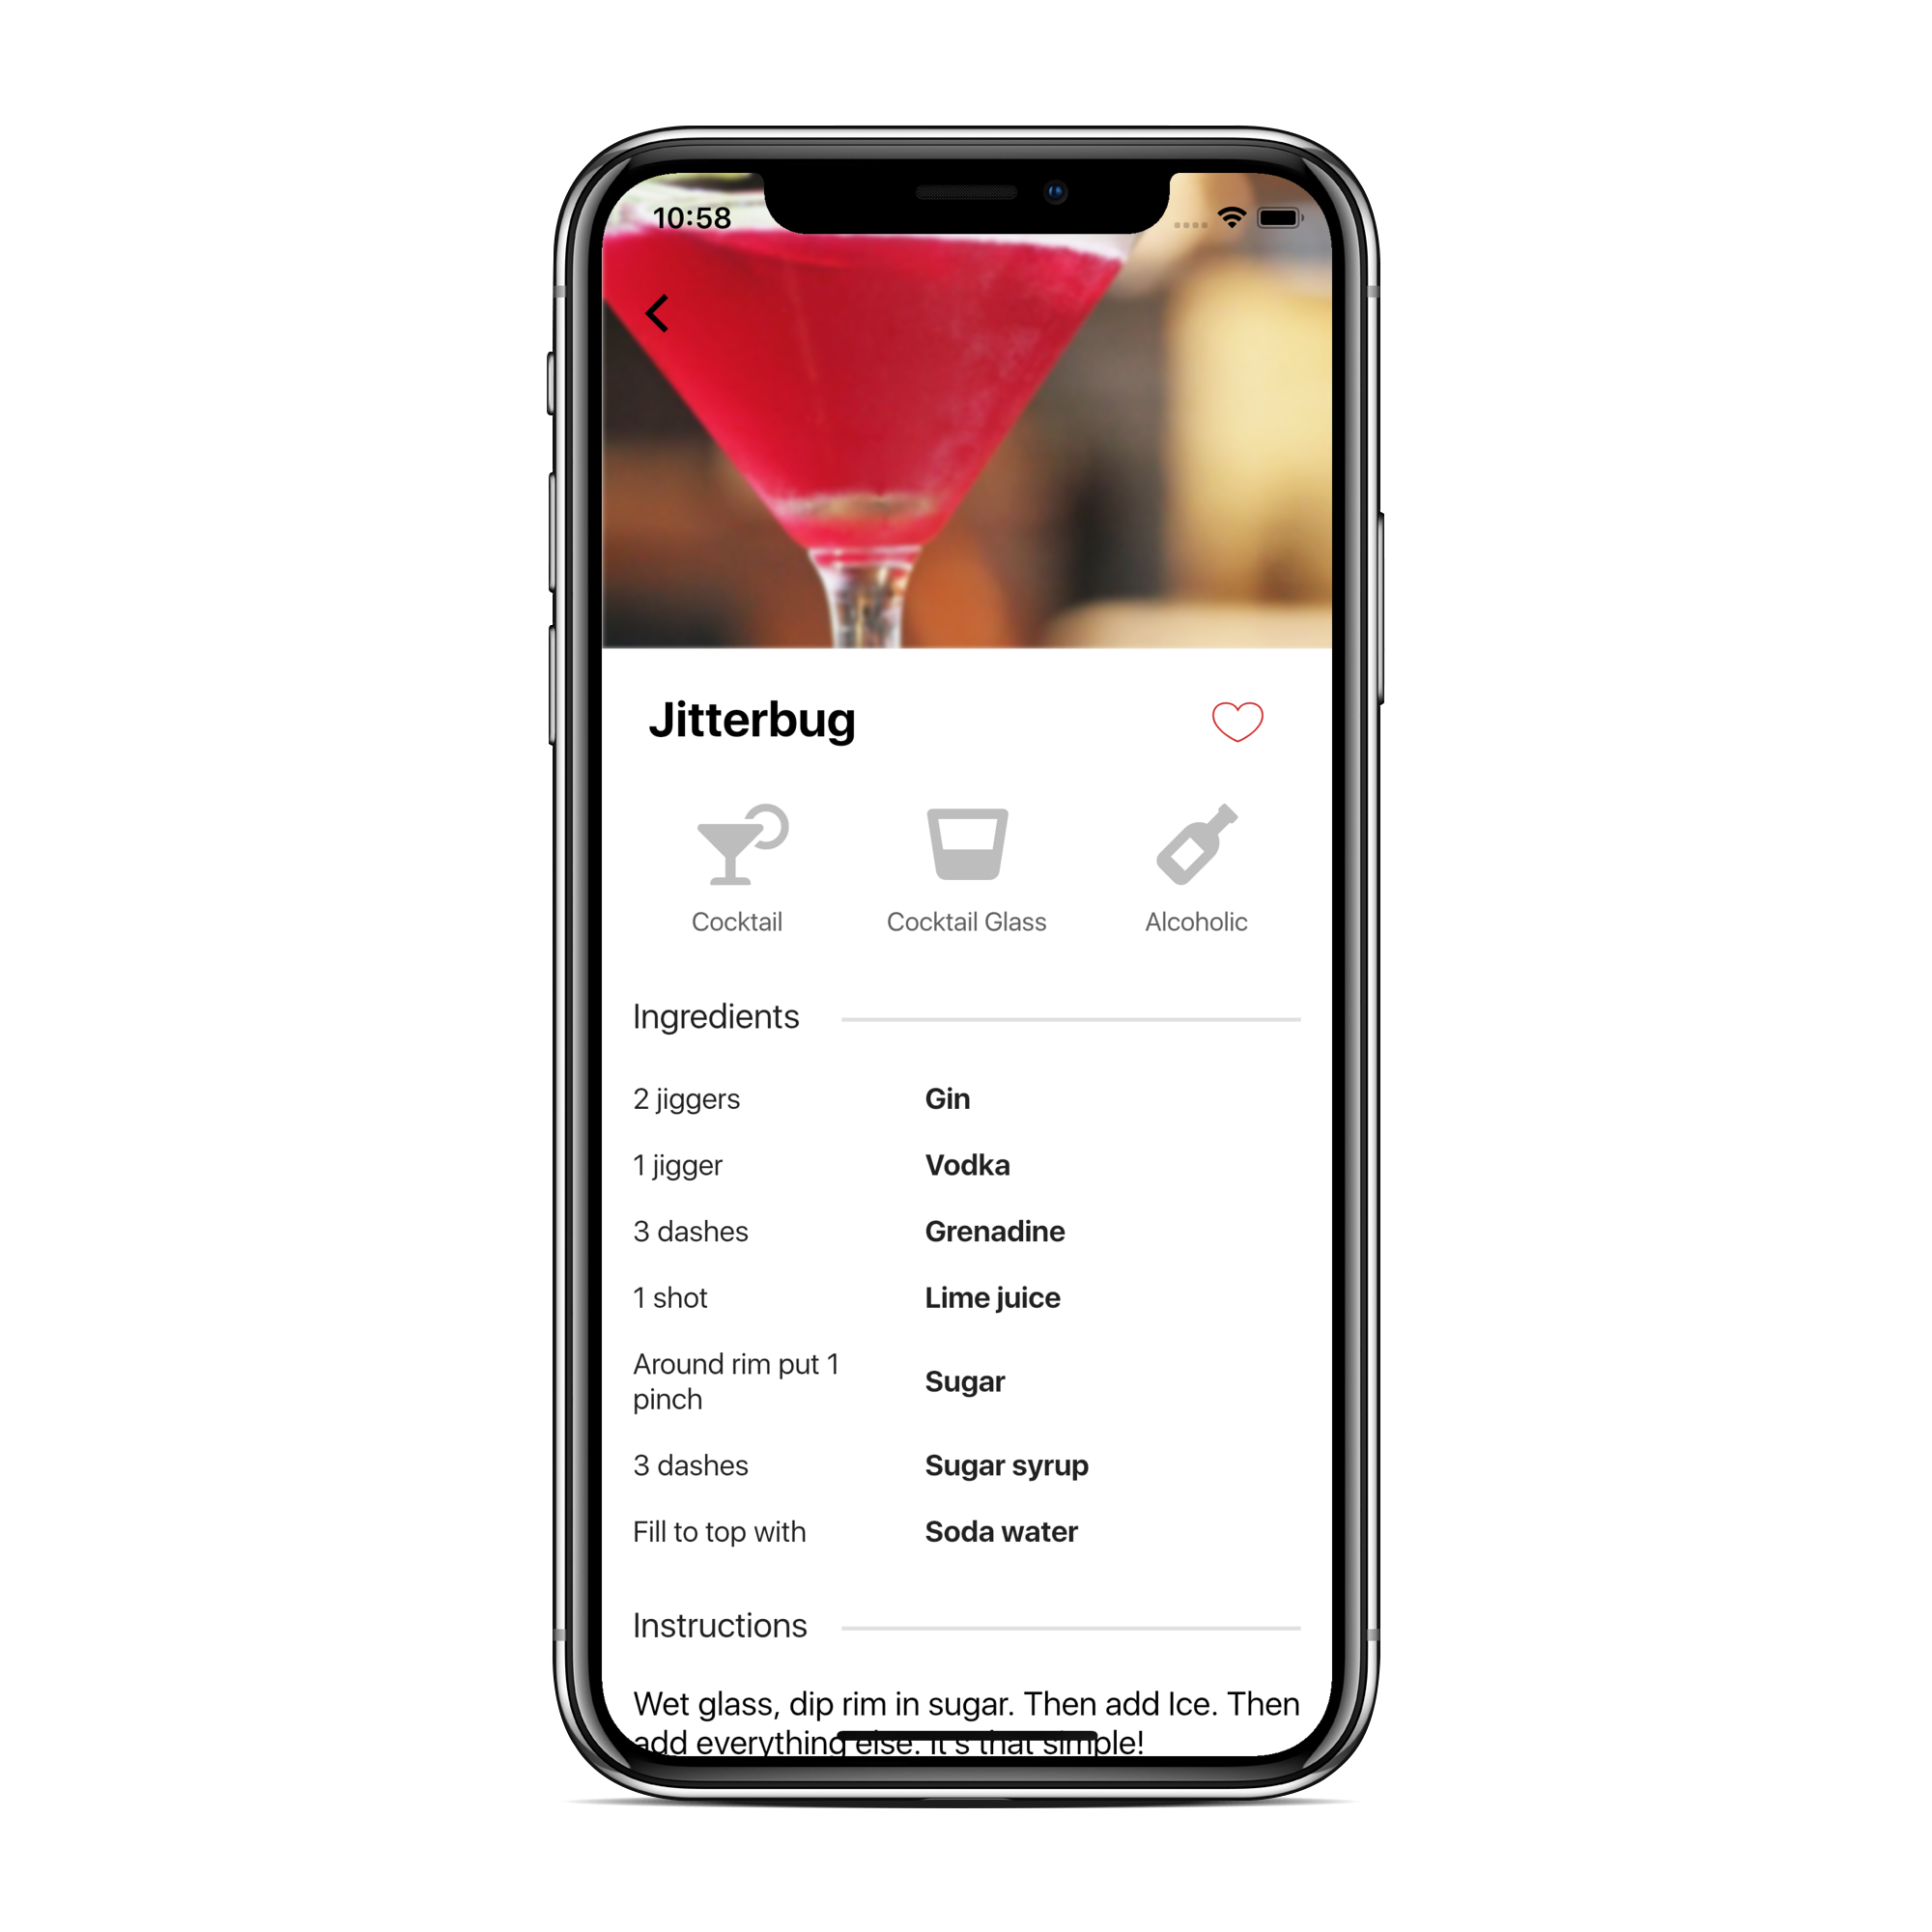 10:58
Jitterbug
Cocktail
Cocktail Glass
Alcoholic
Ingredients
2 jiggers Gin
1 jigger Vodka
3 dashes Grenadine
1 shot Lime juice
Around rim put 1
pinch
Sugar
3 dashes Sugar syrup
Fill to top with Soda water
Instructions
Wet glass, dip rim in sugar. Then add Ice. Then
add everything else. It's that simple!